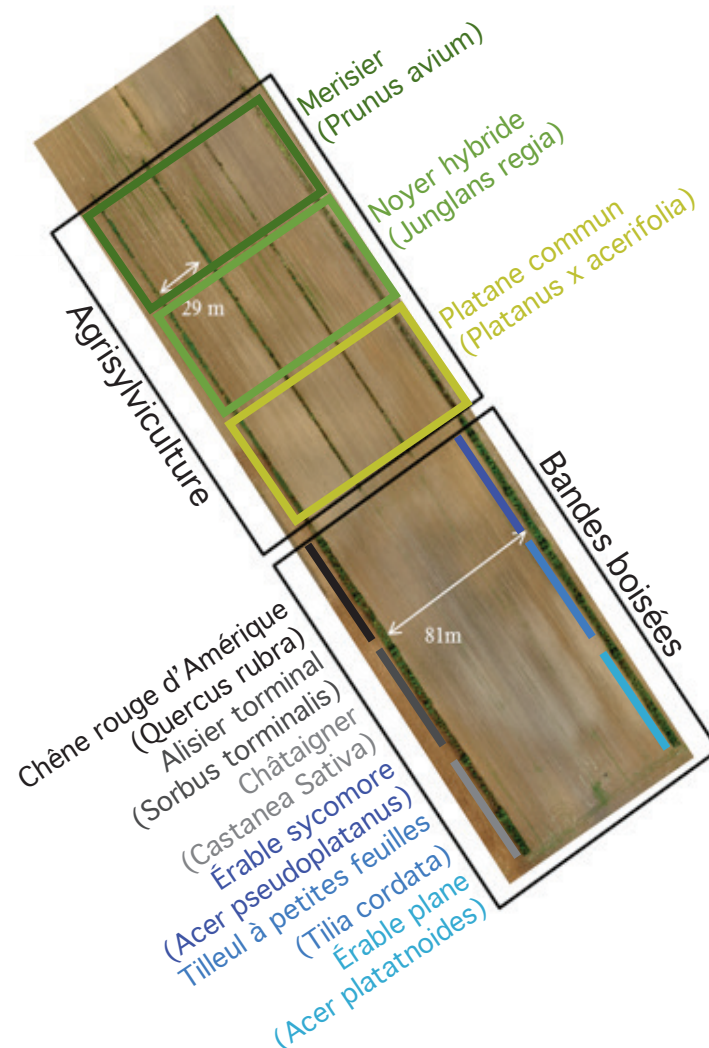 Merisier
(Prunus avium)
Noyer hybride
(Junglans regia)
Platane commun
(Platanus x acerifolia)
29 m
Agrisylviculture
Bandes boisées
81m
Chêne rouge d'Amérique
(Quercus rubra)
Alisier torminal
(Sorbus torminalis)
Châtaigner
(Castanea Sativa)
Érable sycomore
(Acer pseudoplatanus)
Tilleul à petites feuilles
(Tilia cordata)
Érable plane
(Acer platatnoides)